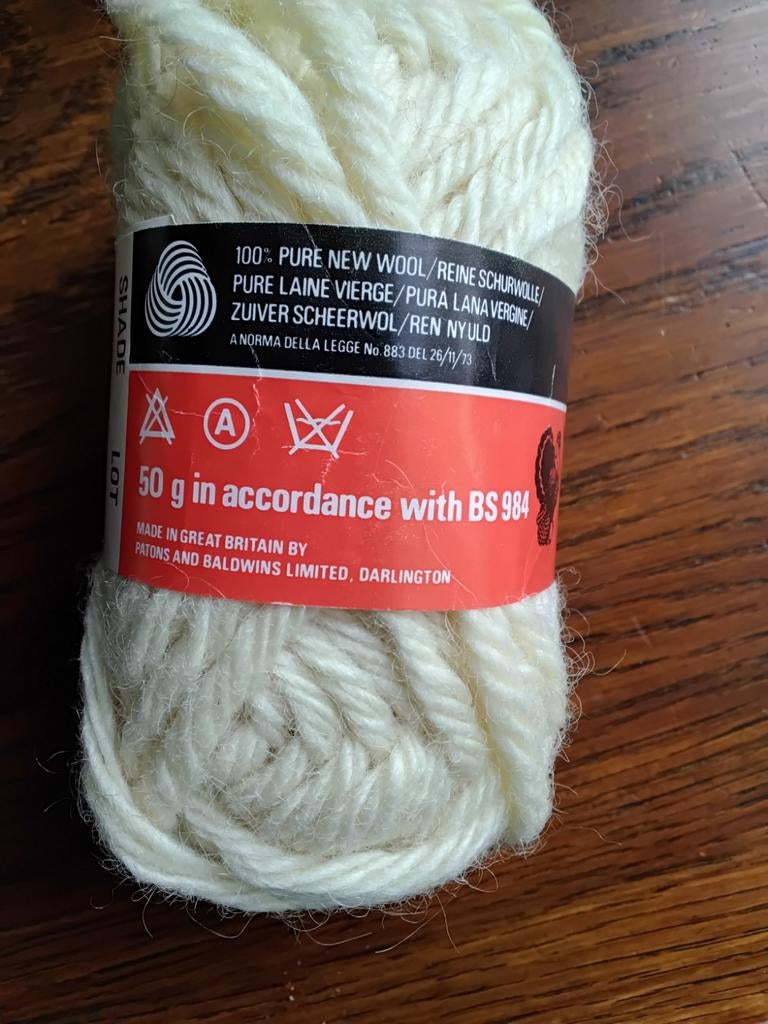 100% PURE NEW WOOL/REINE SCHURWOLLE/
PURE LAINE VIERGE/PURA LANA VERGINE/
ZUIVER SCHEERWOL/REN NY ULD
A NORMA DELLA LEGGE No. 883 DEL 26/11/73
A
50 g in accordance with BS 984
MADE IN GREAT BRITAIN BY
PATONS AND BALDWINS LIMITED, DARLINGTON
SHADE
LOT